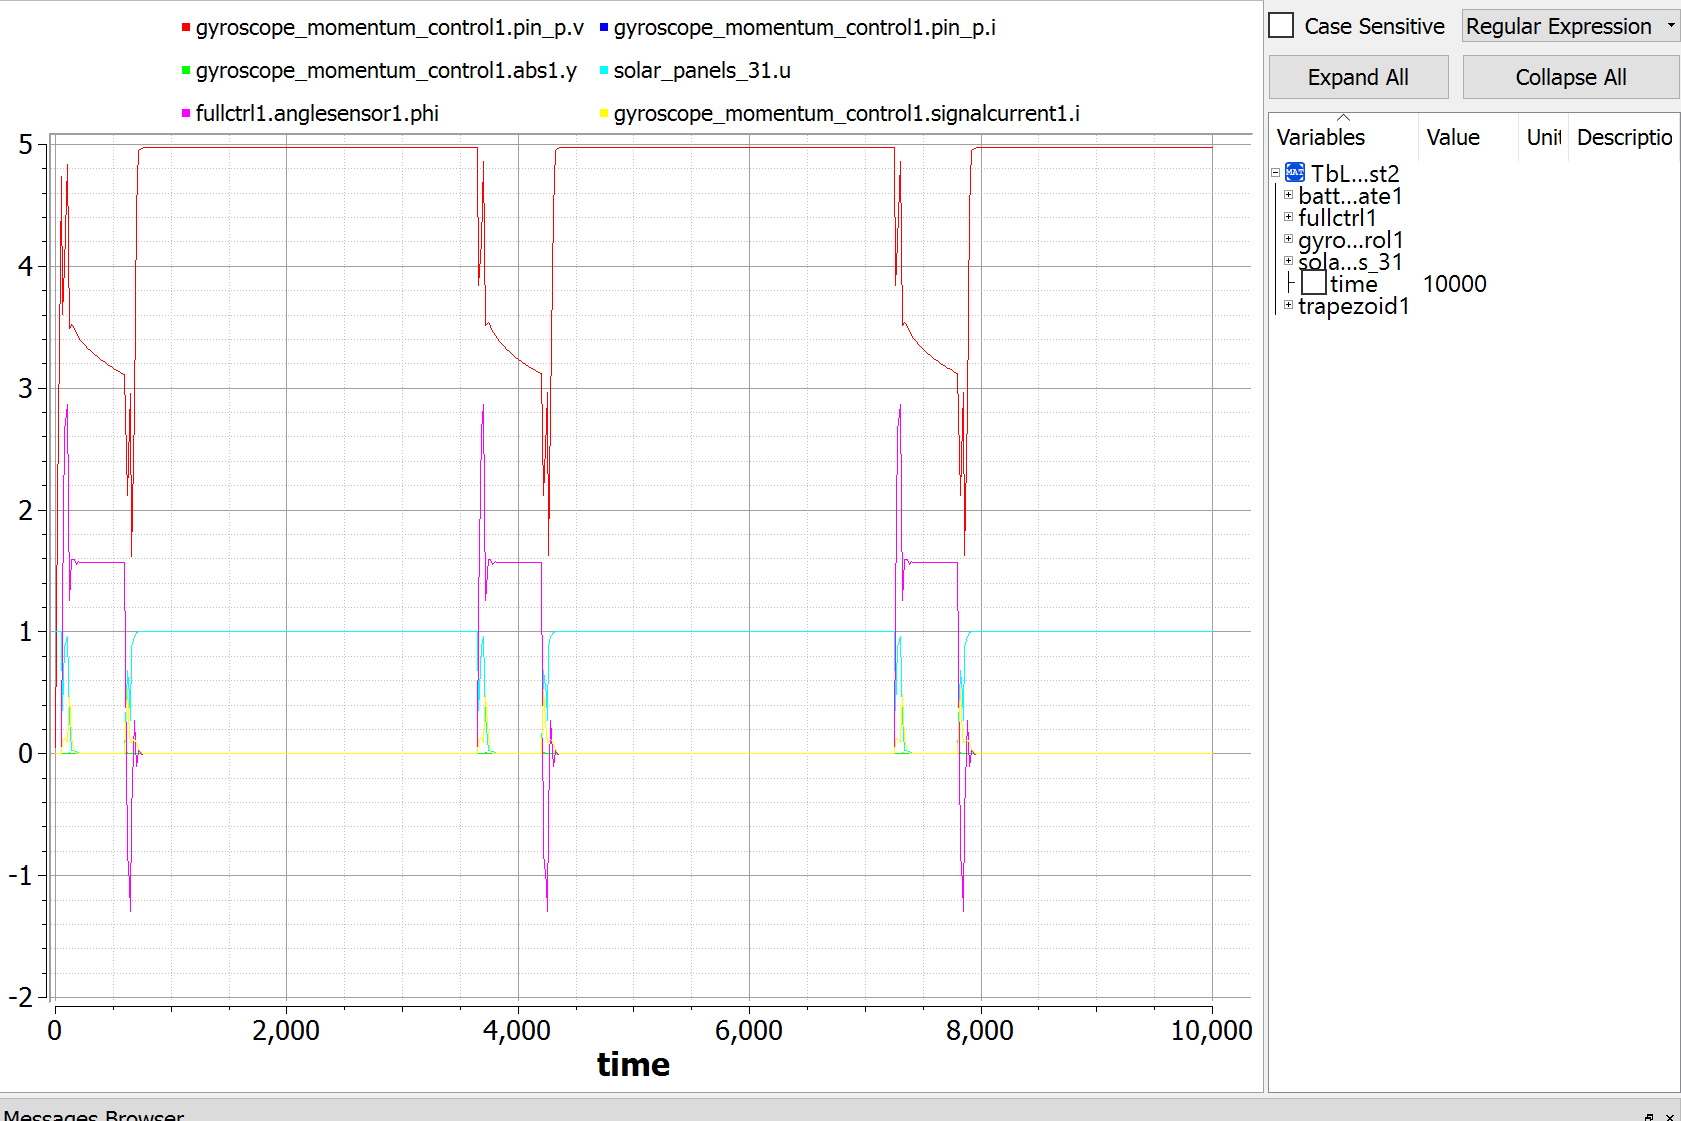 gyroscope_momentum_control1.pin_p.v gyroscope_momentum_control1.pin_p.i
gyroscope_momentum_control1.abs1.y solar_panels_31.u
fullctrl1.anglesensor1.phi gyroscope_momentum_control1.signalcurrent1.i
5
4
3
2
1
0
-1
-2
0 2,000 4,000 6,000 8,000 10,000
time
Case Sensitive Regular Expression
Expand All Collapse All
Variables Value Unit Descriptio
MAT TbL...st2
batt...ate1
fullctrl1
gyro...rol1
sola...s_31
time 10000
trapezoid1
Messages Browser